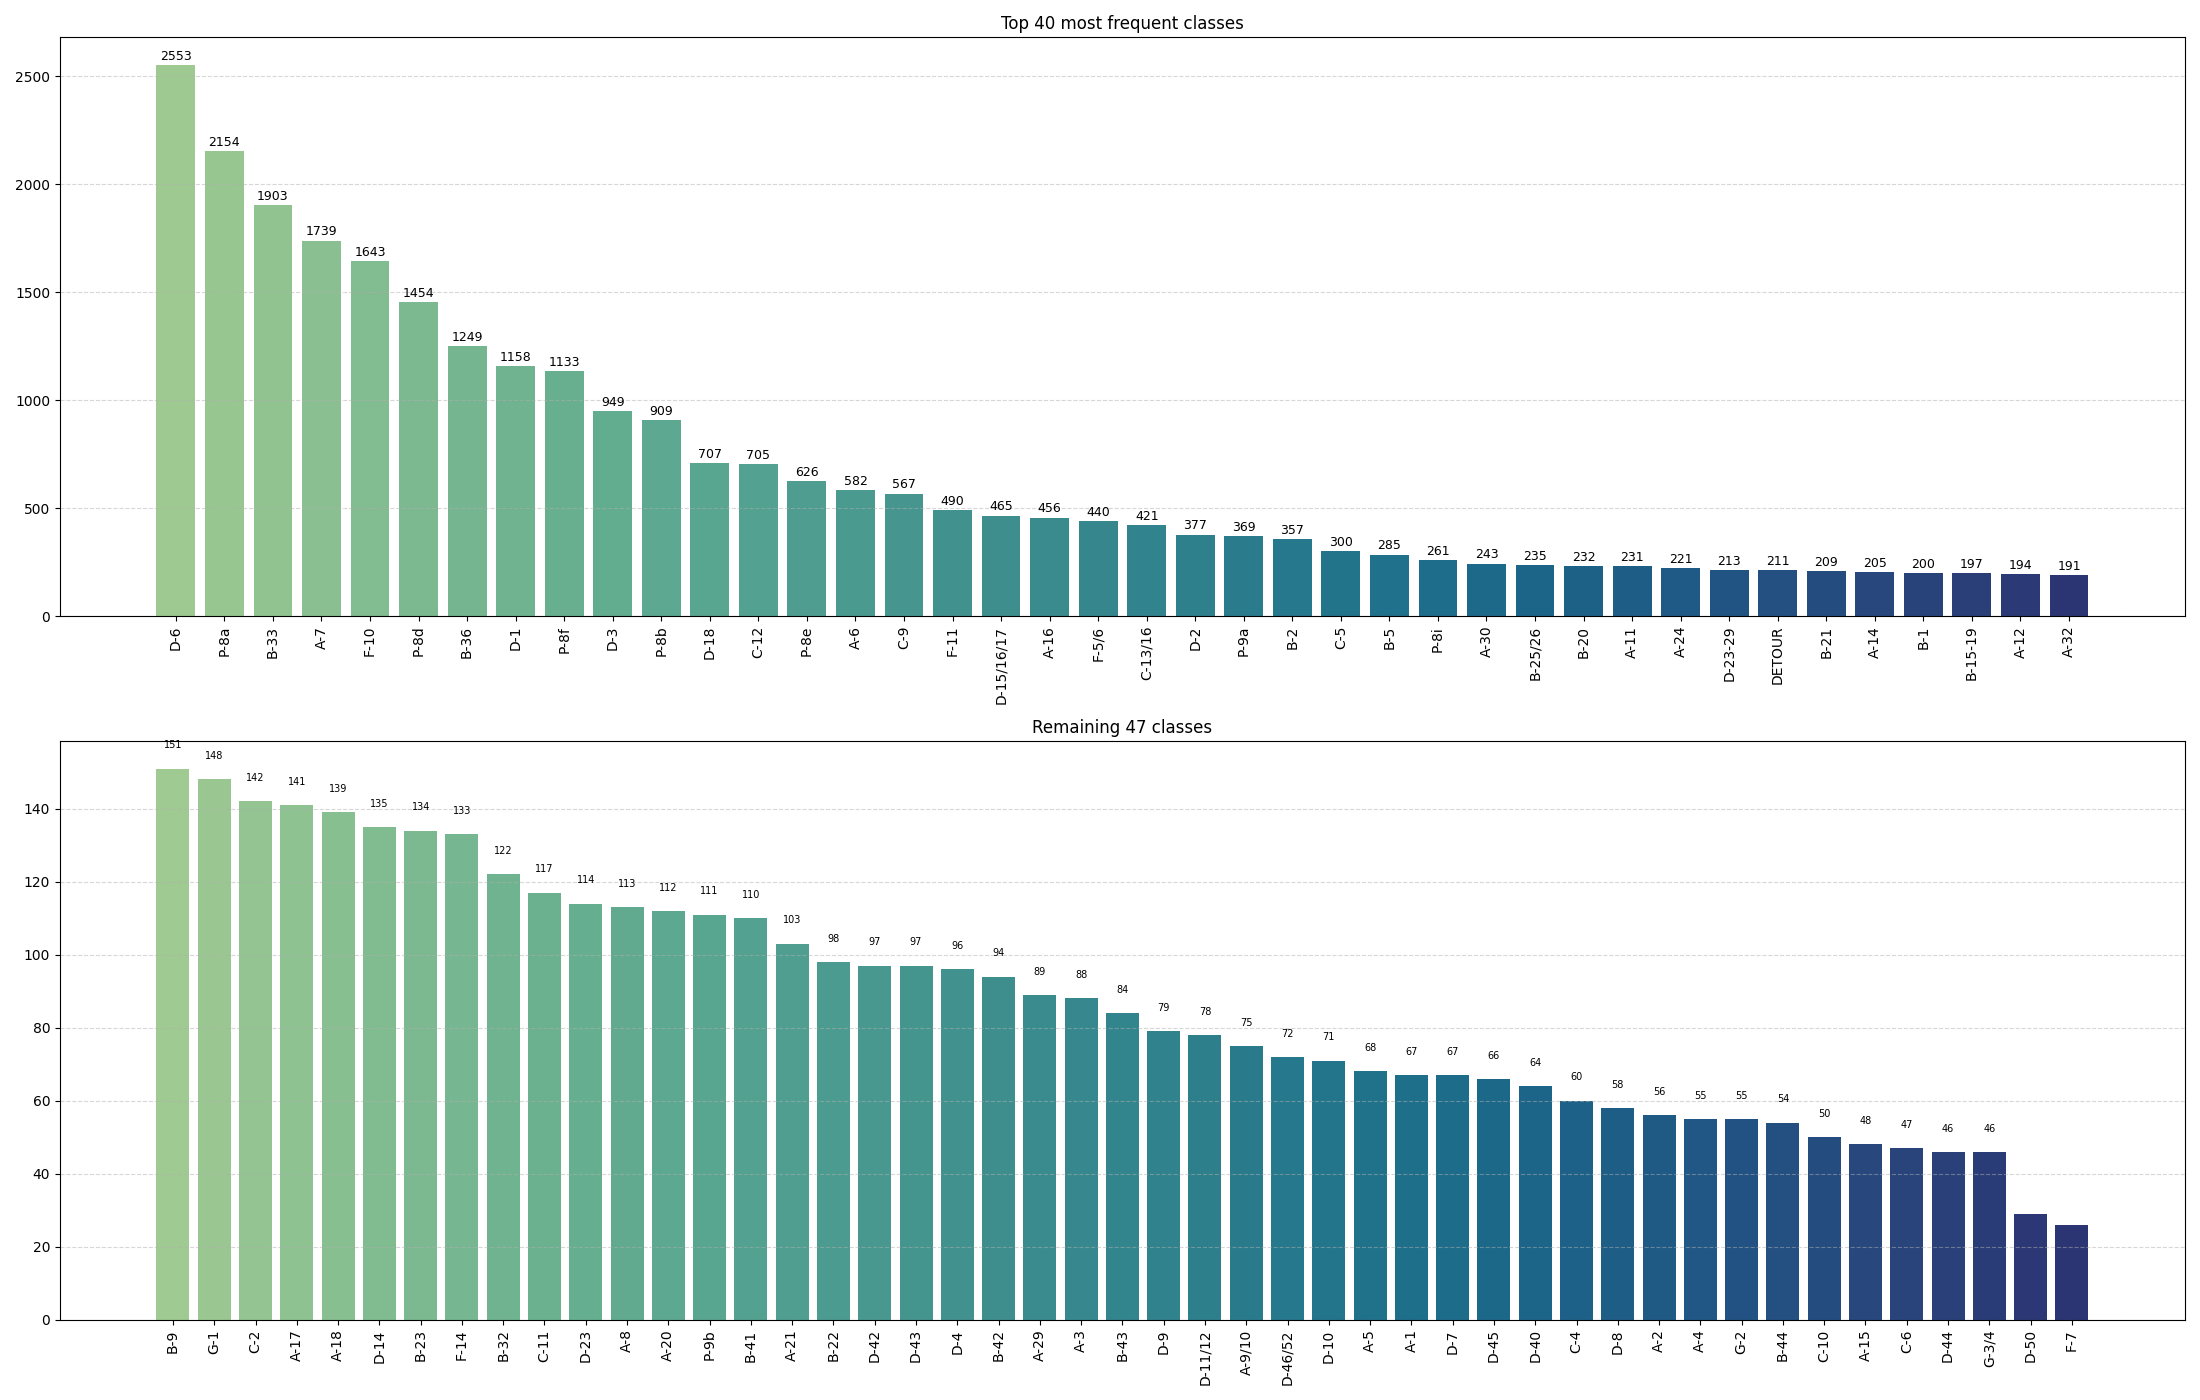 Top 40 most frequent classes
2553 2154 1903 1739 1643 1454 1249 1158 1133 949 909 707 705 626 582 567 490 465 456 440 421 377 369 357 300 285 261 243 235 232 231 221 213 211 209 205 200 197 194 191
2500
2000
1500
1000
500
0
D-6 P-8a B-33 A-7 F-10 P-8d B-36 D-1 P-8f D-3 P-8b D-18 C-12 P-8e A-6 C-9 F-11 D-15/16/17 A-16 F-5/6 C-13/16 D-2 P-9a B-2 C-5 B-5 P-8i A-30 B-25/26 B-20 A-11 A-24 D-23-29 DETOUR B-21 A-14 B-1 B-15-19 A-12 A-32
Remaining 47 classes
151 148 142 141 139 135 134 133 122 117 114 113 112 111 110 103 98 97 97 96 94 89 88 84 79 78 75 72 71 68 67 67 66 64 60 58 56 55 55 54 50 48 47 46 46
140
120
100
80
60
40
20
0
B-9 G-1 C-2 A-17 A-18 D-14 B-23 F-14 B-32 C-11 D-23 A-8 A-20 P-9b B-41 A-21 B-22 D-42 D-43 D-4 B-42 A-29 A-3 B-43 D-9 D-11/12 A-9/10 D-46/52 D-10 A-5 A-1 D-7 D-45 D-40 C-4 D-8 A-2 A-4 G-2 B-44 C-10 A-15 C-6 D-44 G-3/4 D-50 F-7